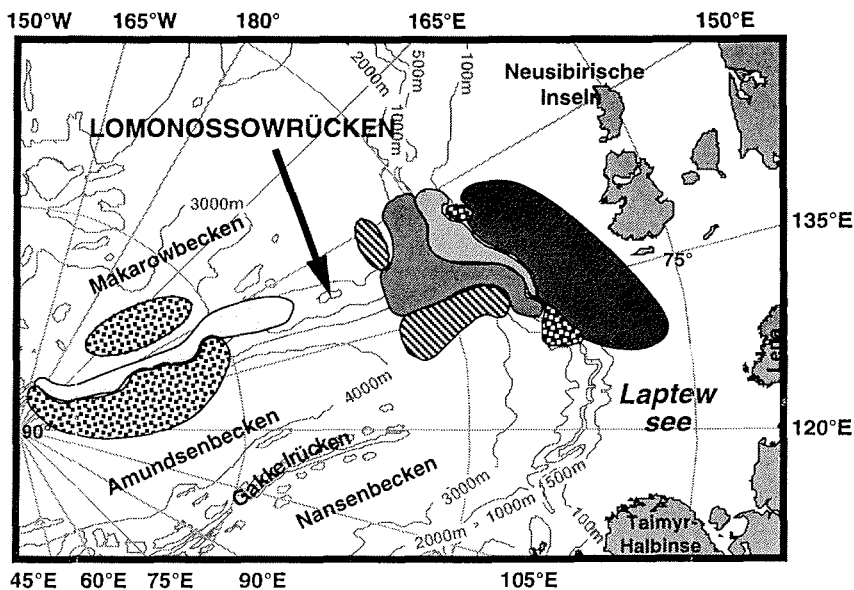 150°W 165°W 180° 165°E 150°E
2000m
500m
100m
1000m
Neusibirische
Inseln
LOMONOSSOWRÜCKEN
3000m
Makarowbecken
135°E
75°
90°
4000m
Laptew
see
Amundsenbecken
Gakkelrücken
Nansenbecken
120°E
3000m
2000m
1000m
500m
100m
Taimyr-
Halbinse
45°E 60°E 75°E 90°E 105°E